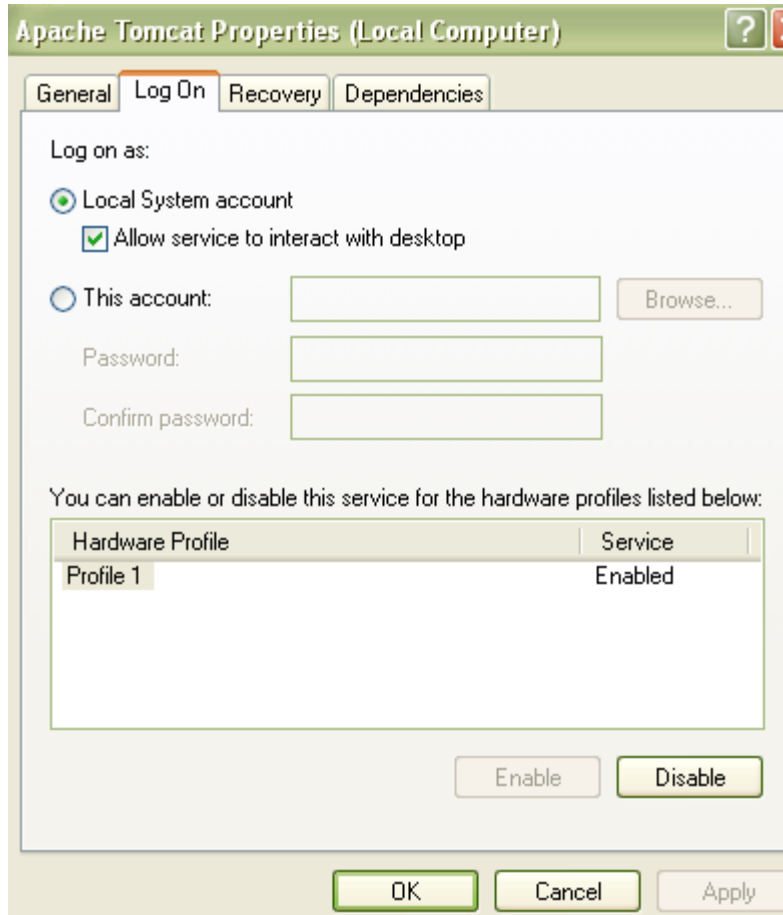 Apache Tomcat Properties (Local Computer) ?
General Log On Recovery Dependencies
Log on as:
Local System account
Allow service to interact with desktop
This account: Browse...
Password:
Confirm password:
You can enable or disable this service for the hardware profiles listed below:
Hardware Profile Service
Profile 1 Enabled
Enable Disable
OK Cancel Apply